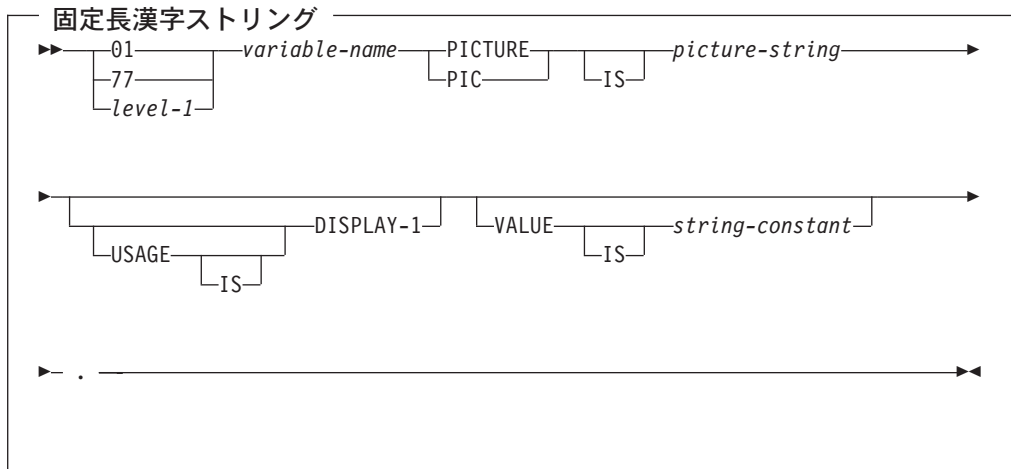 固定長漢字ストリング
01 variable-name PICTURE picture-string
77 PIC IS
level-1
DISPLAY-1 VALUE string-constant
USAGE IS
IS
.